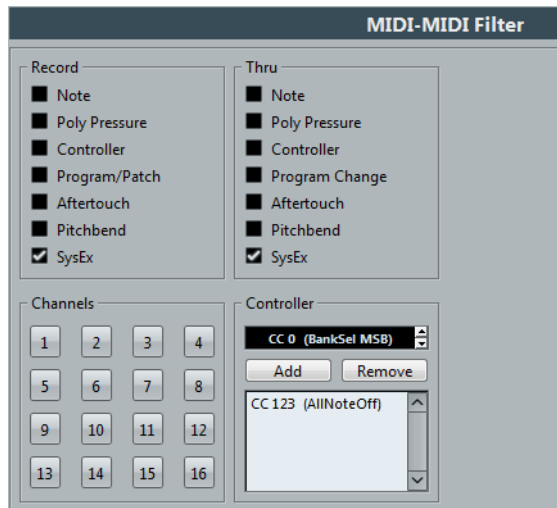 MIDI-MIDI Filter
Record
Note
Poly Pressure
Controller
Program/Patch
Aftertouch
Pitchbend
SysEx
Thru
Note
Poly Pressure
Controller
Program Change
Aftertouch
Pitchbend
SysEx
Channels
1 2 3 4
5 6 7 8
9 10 11 12
13 14 15 16
Controller
CC 0 (BankSel MSB)
Add Remove
CC 123 (AllNoteOff)